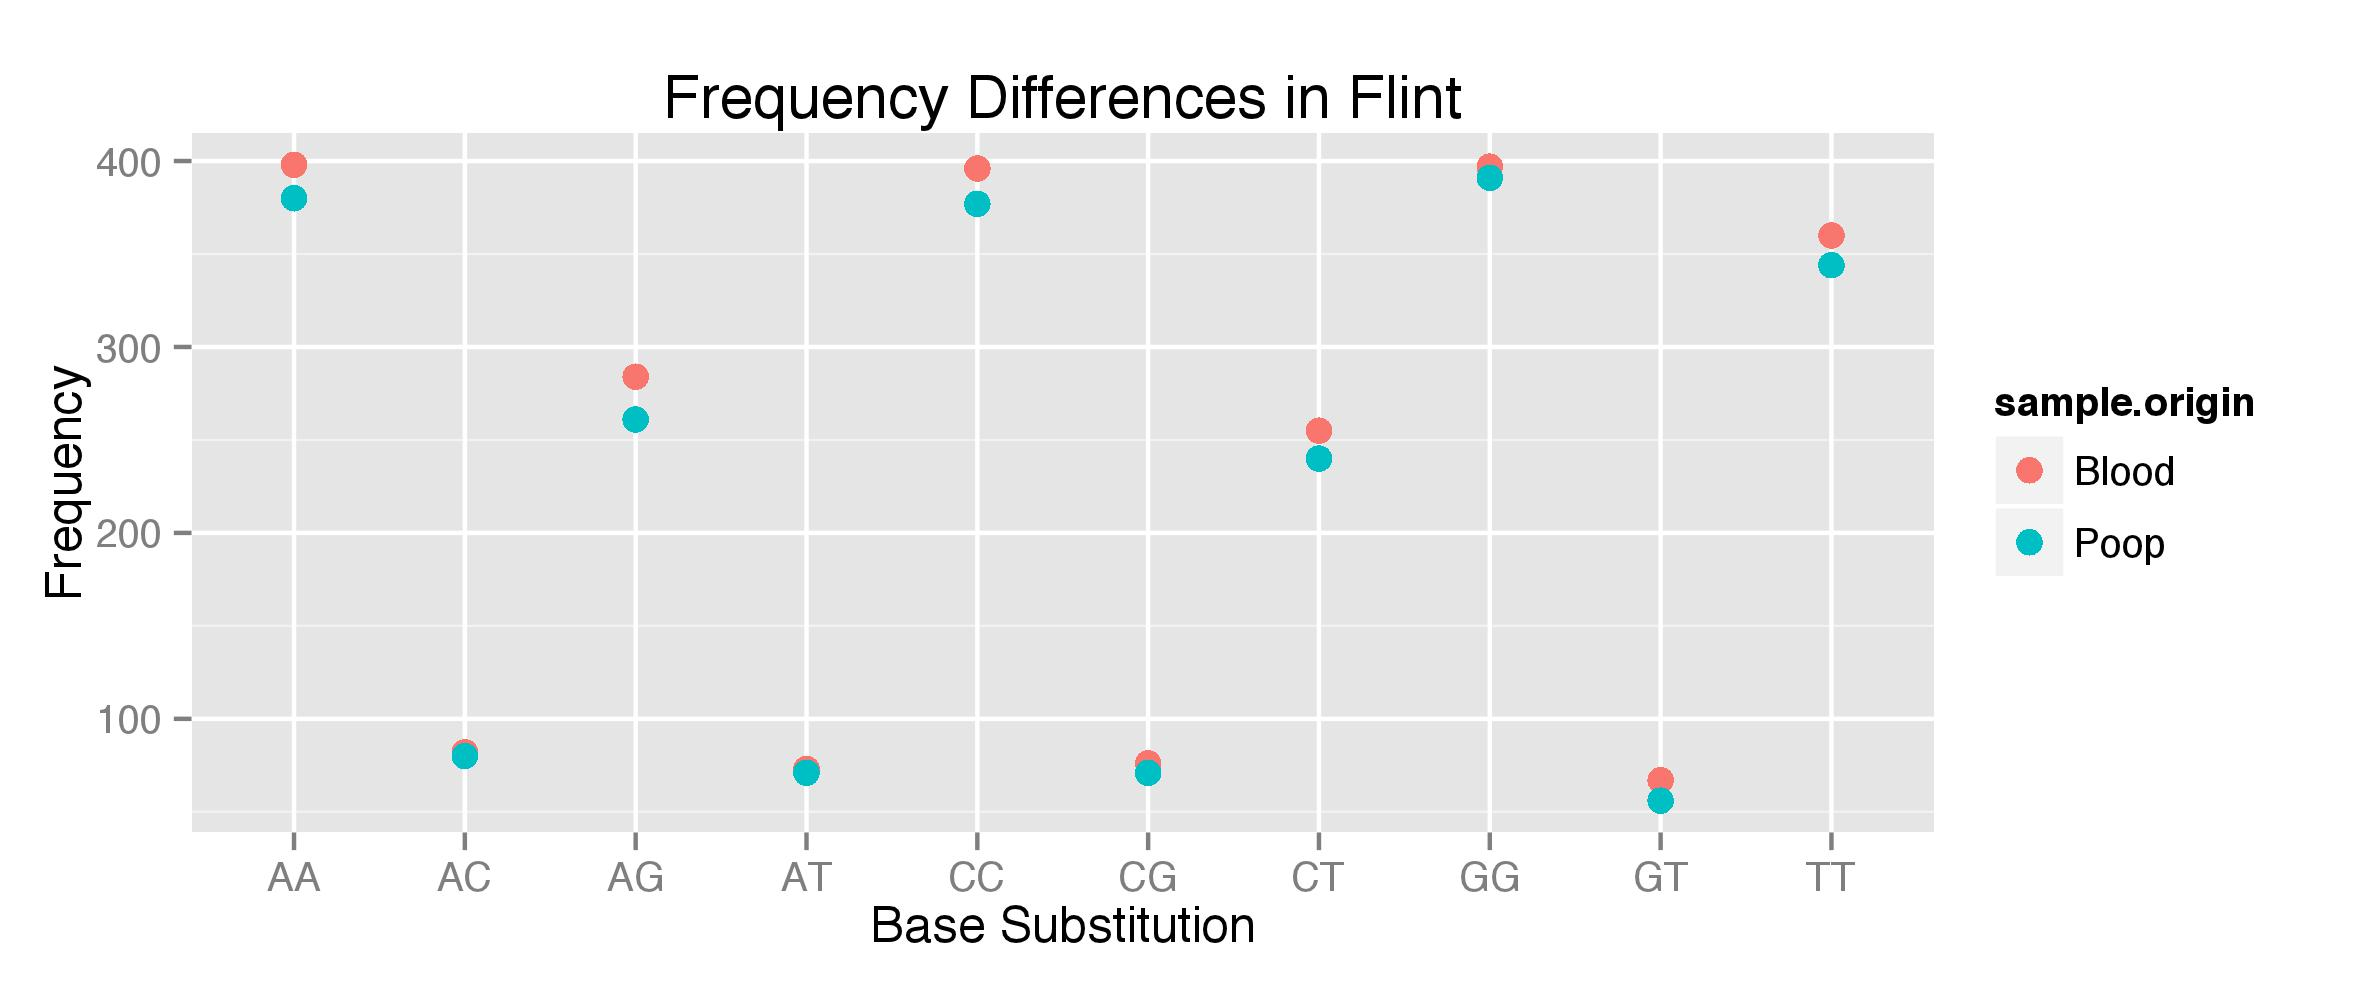 Frequency Differences in Flint
Frequency
400
300
200
100
AA AC AG AT CC CG CT GG GT TT
Base Substitution
sample.origin
Blood
Poop